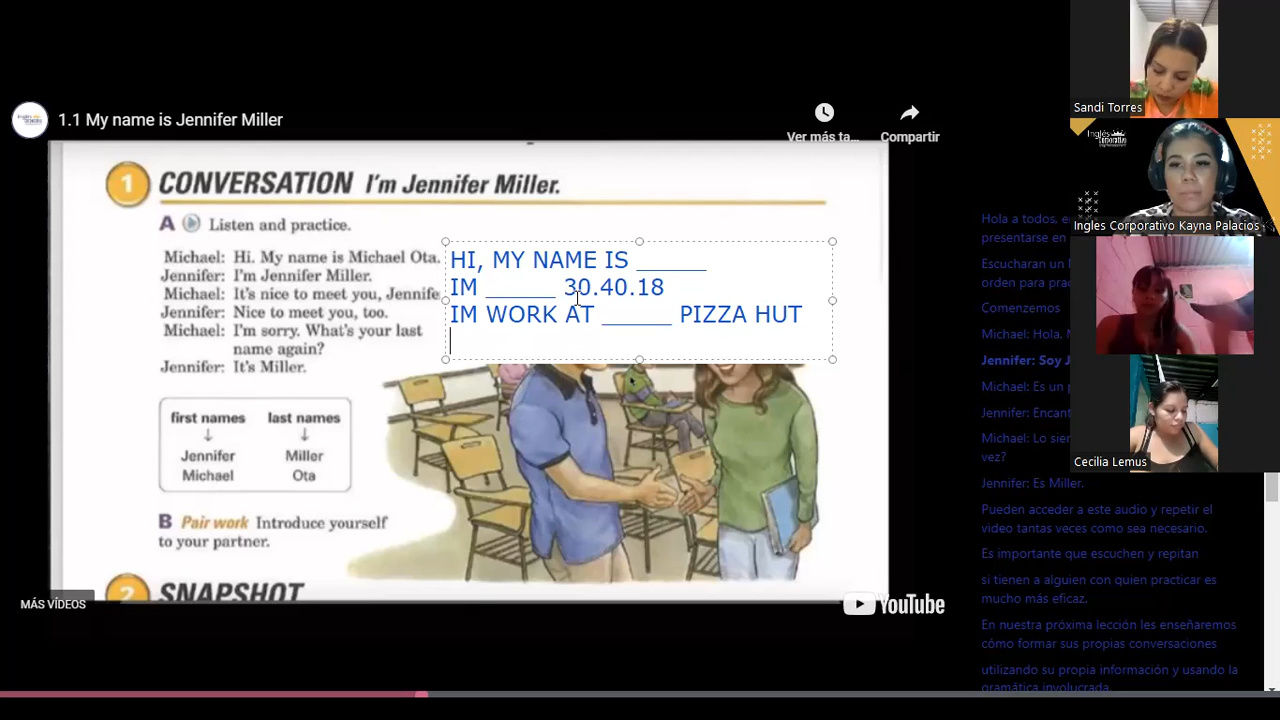 1.1 My name is Jennifer Miller
Ver más ta...
Compartir
1 CONVERSATION I'm Jennifer Miller.
A Listen and practice.
Michael: Hi. My name is Michael Ota.
Jennifer: I'm Jennifer Miller.
Michael: It's nice to meet you, Jennife
Jennifer: Nice to meet you, too.
Michael: I'm sorry. What's your last
name again?
Jennifer: It's Miller.
HI, MY NAME IS ______
IM ______ 30.40.18
IM WORK AT ______ PIZZA HUT
first names last names
↓ ↓
Jennifer Miller
Michael Ota
B Pair work Introduce yourself
to your partner.
2 SNAPSHOT
MÁS VÍDEOS
YouTube
Sandi Torres
Inglés Corporativo
Ingles Corporativo Kayna Palacios
Cecilia Lemus
Hola a todos, e
presentarse en
Escucharan un
orden para prac
Comenzemos
Michael: Hola. M
Jennifer: Soy J
Michael: Es un p
Jennifer: Encant
Michael: Lo sien
vez?
Jennifer: Es Miller.
Pueden acceder a este audio y repetir el
video tantas veces como sea necesario.
Es importante que escuchen y repitan
si tienen a alguien con quien practicar es
mucho más eficaz.
En nuestra próxima lección les enseñaremos
cómo formar sus propias conversaciones
utilizando su propia información y usando la
gramática involucrada.